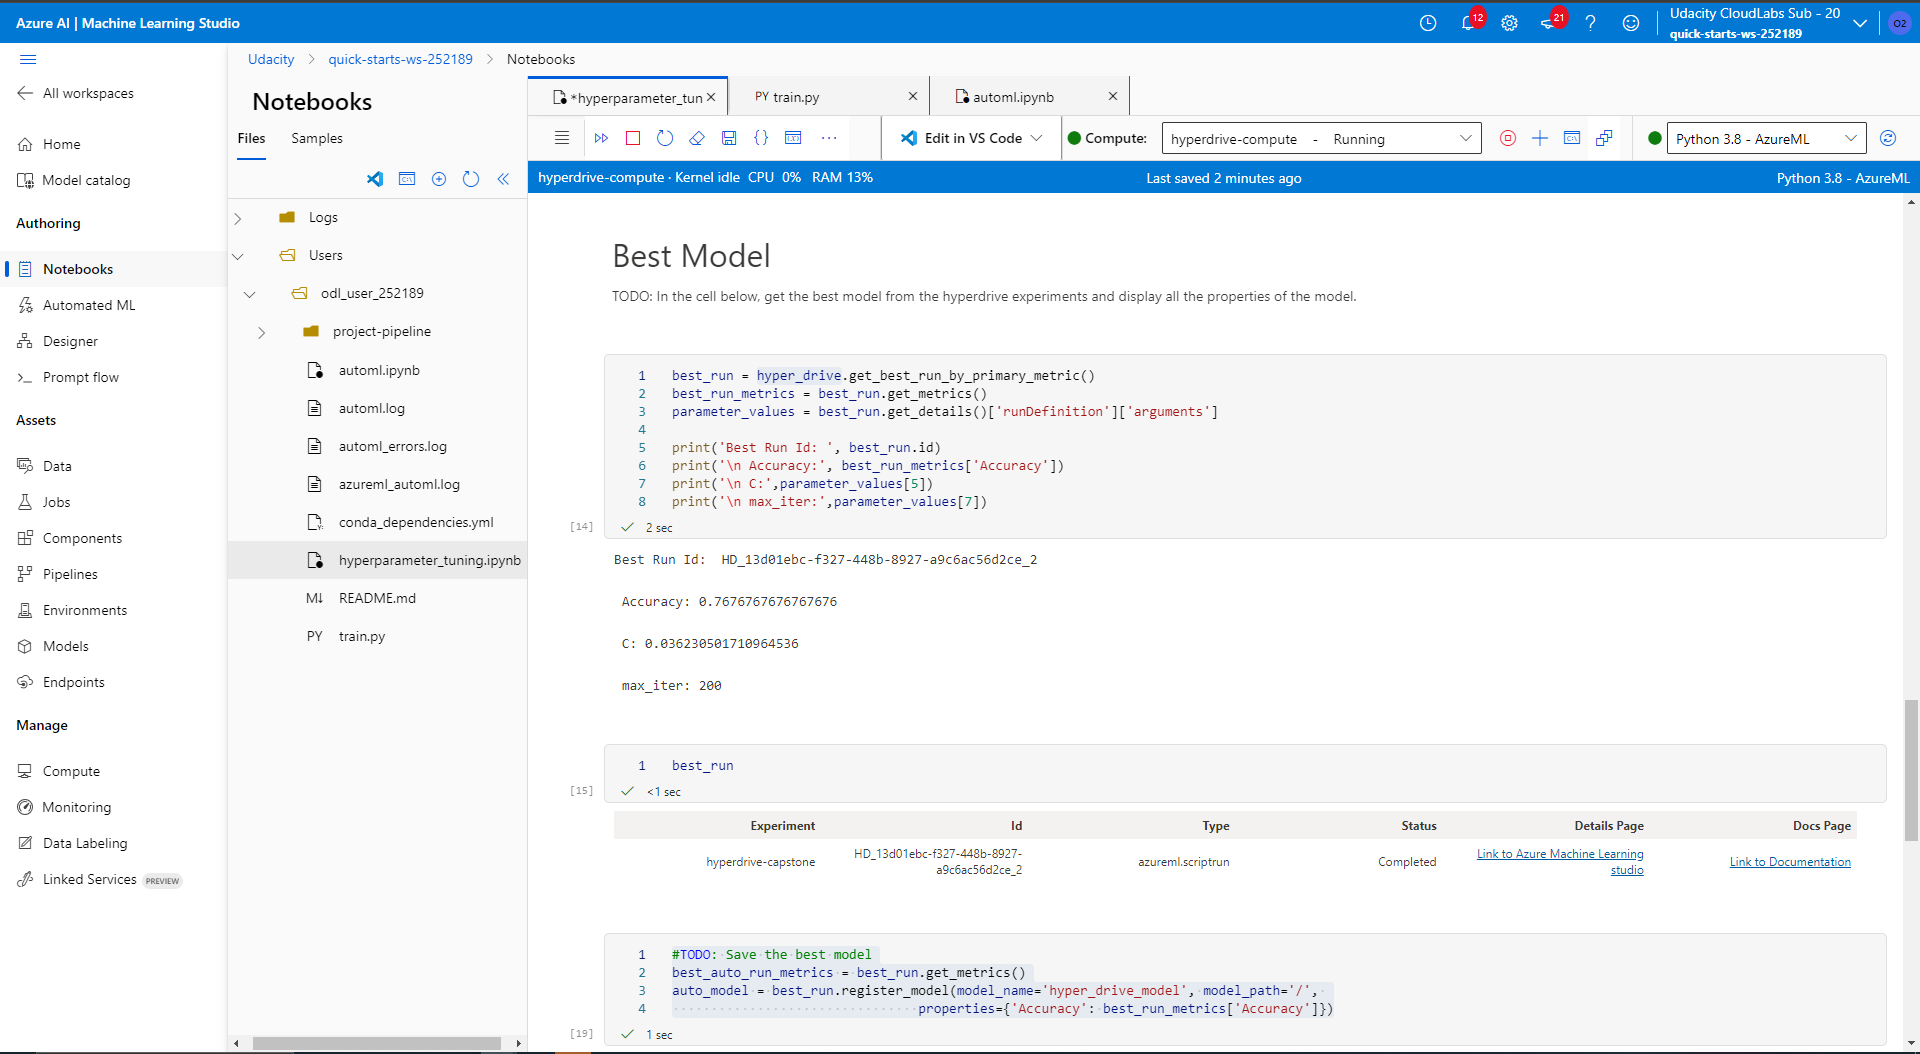 Azure AI | Machine Learning Studio
12
21
?
Udacity CloudLabs Sub - 20
quick-starts-ws-252189
O2
All workspaces
Home
Model catalog
Authoring
Notebooks
Automated ML
Designer
Prompt flow
Assets
Data
Jobs
Components
Pipelines
Environments
Models
Endpoints
Manage
Compute
Monitoring
Data Labeling
Linked Services PREVIEW
Udacity > quick-starts-ws-252189 > Notebooks
Notebooks
Files Samples
Logs
Users
odl_user_252189
project-pipeline
automl.ipynb
automl.log
automl_errors.log
azureml_automl.log
conda_dependencies.yml
hyperparameter_tuning.ipynb
M↓ README.md
PY train.py
*hyperparameter_tun
PY train.py
automl.ipynb
Edit in VS Code
Compute:
hyperdrive-compute - Running
Python 3.8 - AzureML
hyperdrive-compute · Kernel idle CPU 0% RAM 13%
Last saved 2 minutes ago
Python 3.8 - AzureML
Best Model
TODO: In the cell below, get the best model from the hyperdrive experiments and display all the properties of the model.
1 best_run = hyper_drive.get_best_run_by_primary_metric()
2 best_run_metrics = best_run.get_metrics()
3 parameter_values = best_run.get_details()['runDefinition']['arguments']
4
5 print('Best Run Id: ', best_run.id)
6 print('\n Accuracy:', best_run_metrics['Accuracy'])
7 print('\n C:',parameter_values[5])
8 print('\n max_iter:',parameter_values[7])
[14] 2 sec
Best Run Id: HD_13d01ebc-f327-448b-8927-a9c6ac56d2ce_2
Accuracy: 0.7676767676767676
C: 0.036230501710964536
max_iter: 200
1 best_run
[15] <1 sec
Experiment Id Type Status Details Page Docs Page
hyperdrive-capstone HD_13d01ebc-f327-448b-8927-a9c6ac56d2ce_2 azureml.scriptrun Completed Link to Azure Machine Learning studio Link to Documentation
1 #TODO: Save the best model
2 best_auto_run_metrics = best_run.get_metrics()
3 auto_model = best_run.register_model(model_name='hyper_drive_model', model_path='/',
4 properties={'Accuracy': best_run_metrics['Accuracy']})
[19] 1 sec